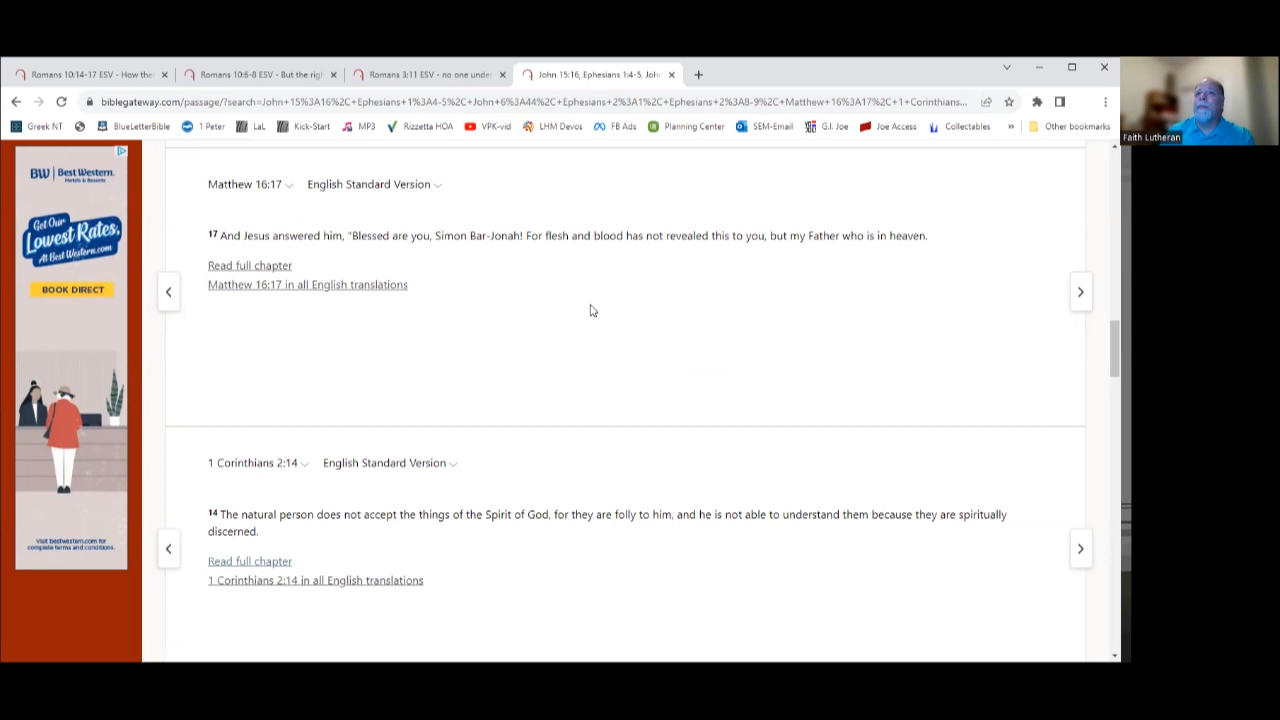 Romans 10:14-17 ESV - How the
Romans 10:6-8 ESV - But the rig
Romans 3:11 ESV - no one unde
John 15:16, Ephesians 1:4-5, Joh
biblegateway.com/passage/?search=John+15%3A16%2C+Ephesians+1%3A4-5%2C+John+6%3A44%2C+Ephesians+2%3A1%2C+Ephesians+2%3A8-9%2C+Matthew+16%3A17%2C+1+Corinthians...
Greek NT BlueLetterBible 1 Peter LaL Kick-Start MP3 Rizzetta HOA VPK-vid LHM Devos FB Ads Planning Center SEM-Email G.I. Joe Joe Access Collectables » Other bookmarks
Faith Lutheran
BW Best Western.
Hotels & Resorts
Get Our
Lowest Rates,
At Best Western.com
BOOK DIRECT
Visit bestwestern.com for
complete terms and conditions.
Matthew 16:17 English Standard Version
17 And Jesus answered him, "Blessed are you, Simon Bar-Jonah! For flesh and blood has not revealed this to you, but my Father who is in heaven.
Read full chapter
Matthew 16:17 in all English translations
1 Corinthians 2:14 English Standard Version
14 The natural person does not accept the things of the Spirit of God, for they are folly to him, and he is not able to understand them because they are spiritually
discerned.
Read full chapter
1 Corinthians 2:14 in all English translations